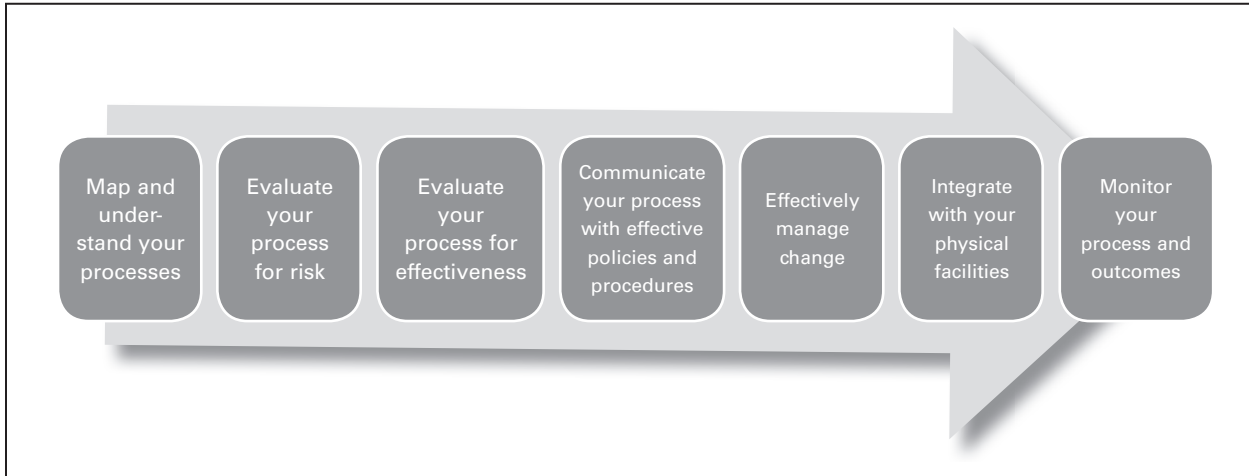 Map and
under-
stand your
processes
Evaluate
your
process
for risk
Evaluate
your
process for
effectiveness
Communicate
your process
with effective
policies and
procedures
Effectively
manage
change
Integrate
with your
physical
facilities
Monitor
your
process and
outcomes